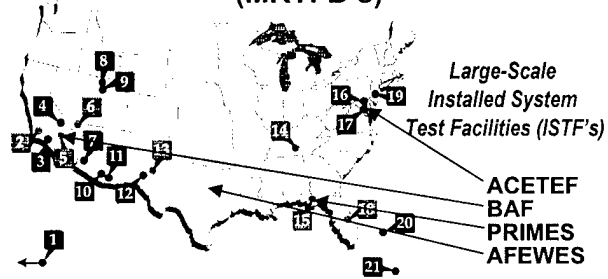 (MRTFB's)
8
9
4
6
16
19
Large-Scale
Installed System
Test Facilities (ISTF's)
2
3
5
7
14
17
13
10
11
12
ACETEF
BAF
PRIMES
AFEWES
15
18
20
1
21